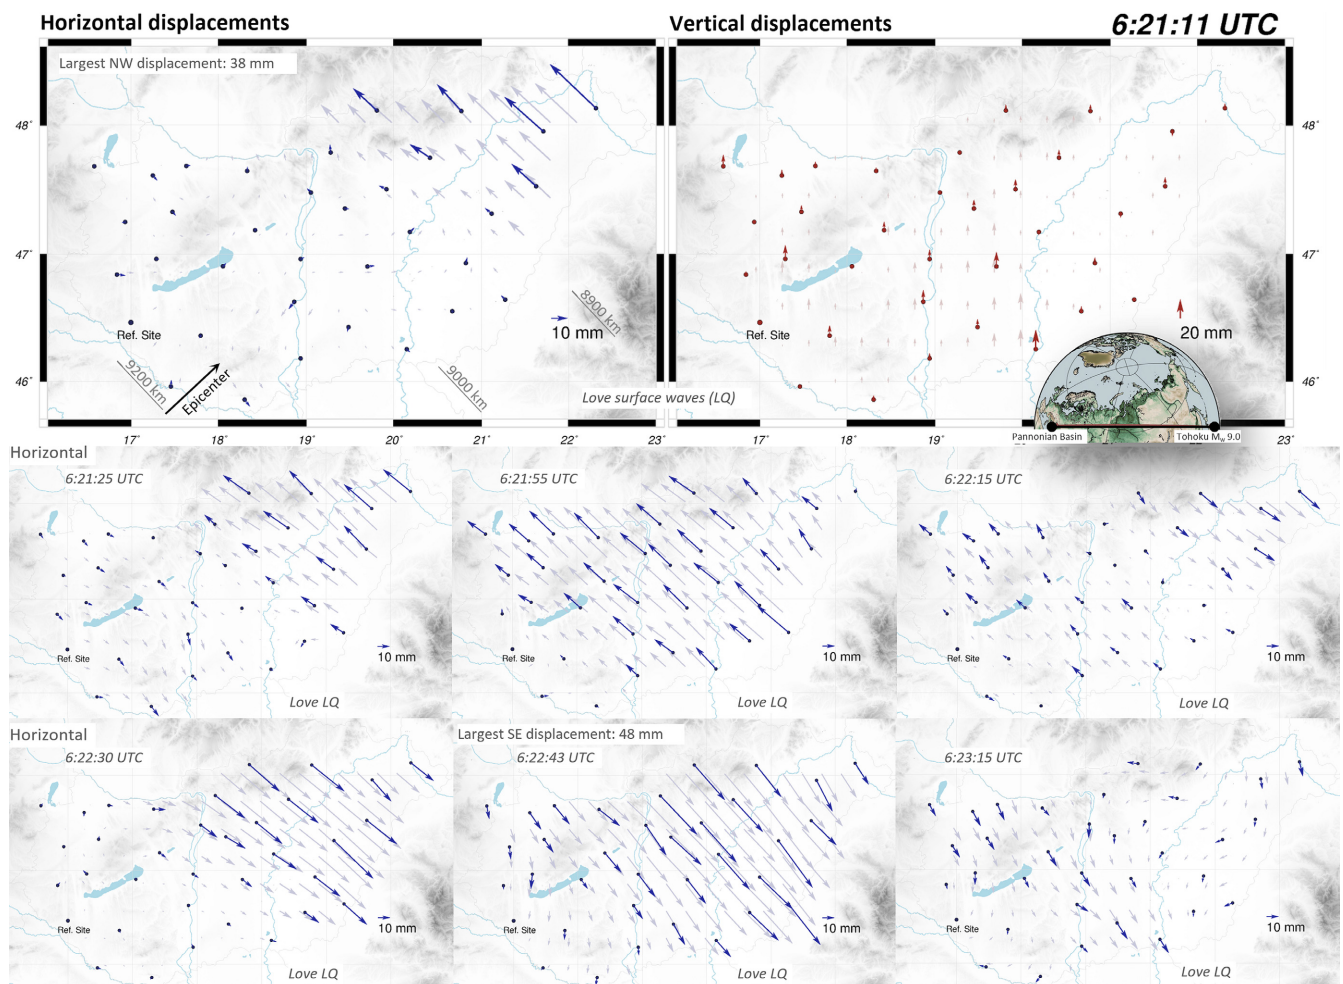 Horizontal displacements
Vertical displacements
6:21:11 UTC
Largest NW displacement: 38 mm
48°
48°
47°
47°
46°
46°
8900 km
10 mm
20 mm
Ref. Site
Ref. Site
9200 km
Epicenter
9000 km
Love surface waves (LQ)
17°
18°
19°
20°
21°
22°
23°
17°
18°
19°
23°
Pannonian Basin
Tohoku Mw 9.0
Horizontal
6:21:25 UTC
6:21:55 UTC
6:22:15 UTC
Ref. Site
10 mm
Ref. Site
10 mm
Ref. Site
10 mm
Love LQ
Love LQ
Love LQ
Horizontal
Largest SE displacement: 48 mm
6:22:30 UTC
6:22:43 UTC
6:23:15 UTC
Ref. Site
10 mm
Ref. Site
10 mm
Ref. Site
10 mm
Love LQ
Love LQ
Love LQ